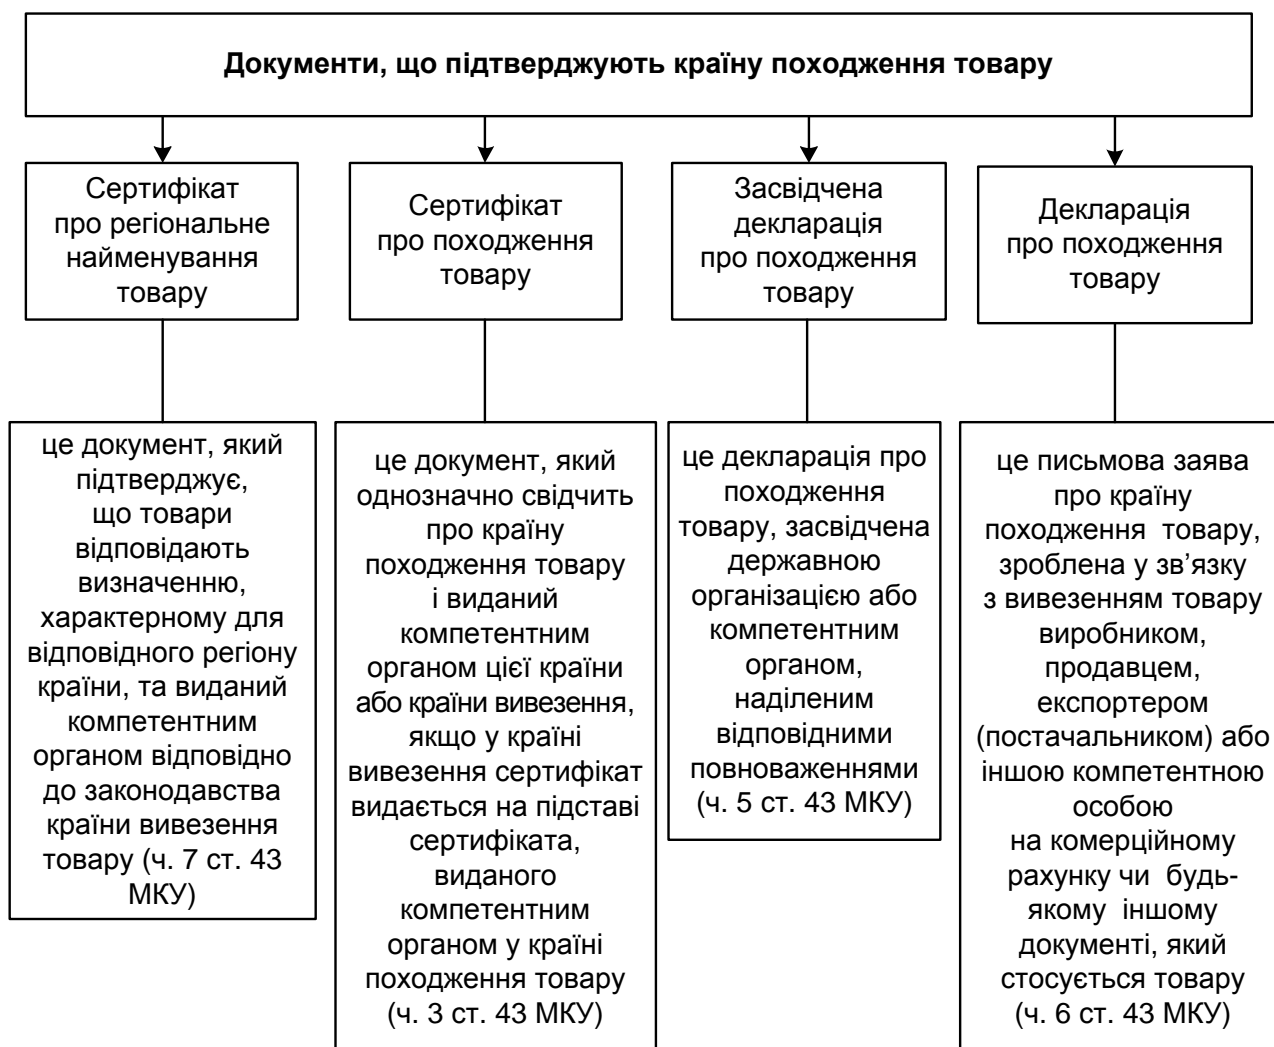 Документи, що підтверджують країну походження товару
Сертифікат
про регіональне
найменування
товару
Сертифікат
про походження
товару
Засвідчена
декларація
про походження
товару
Декларація
про походження
товару
це документ, який
підтверджує,
що товари
відповідають
визначенню,
характерному для
відповідного регіону
країни, та виданий
компетентним
органом відповідно
до законодавства
країни вивезення
товару (ч. 7 ст. 43
МКУ)
це документ, який
однозначно свідчить
про країну
походження товару
і виданий
компетентним
органом цієї країни
або країни вивезення,
якщо у країні
вивезення сертифікат
видається на підставі
сертифіката,
виданого
компетентним
органом у країні
походження товару
(ч. 3 ст. 43 МКУ)
це декларація про
походження
товару, засвідчена
державною
організацією або
компетентним
органом,
наділеним
відповідними
повноваженнями
(ч. 5 ст. 43 МКУ)
це письмова заява
про країну
походження товару,
зроблена у зв’язку
з вивезенням товару
виробником,
продавцем,
експортером
(постачальником) або
іншою компетентною
особою
на комерційному
рахунку чи будь-
якому іншому
документі, який
стосується товару
(ч. 6 ст. 43 МКУ)